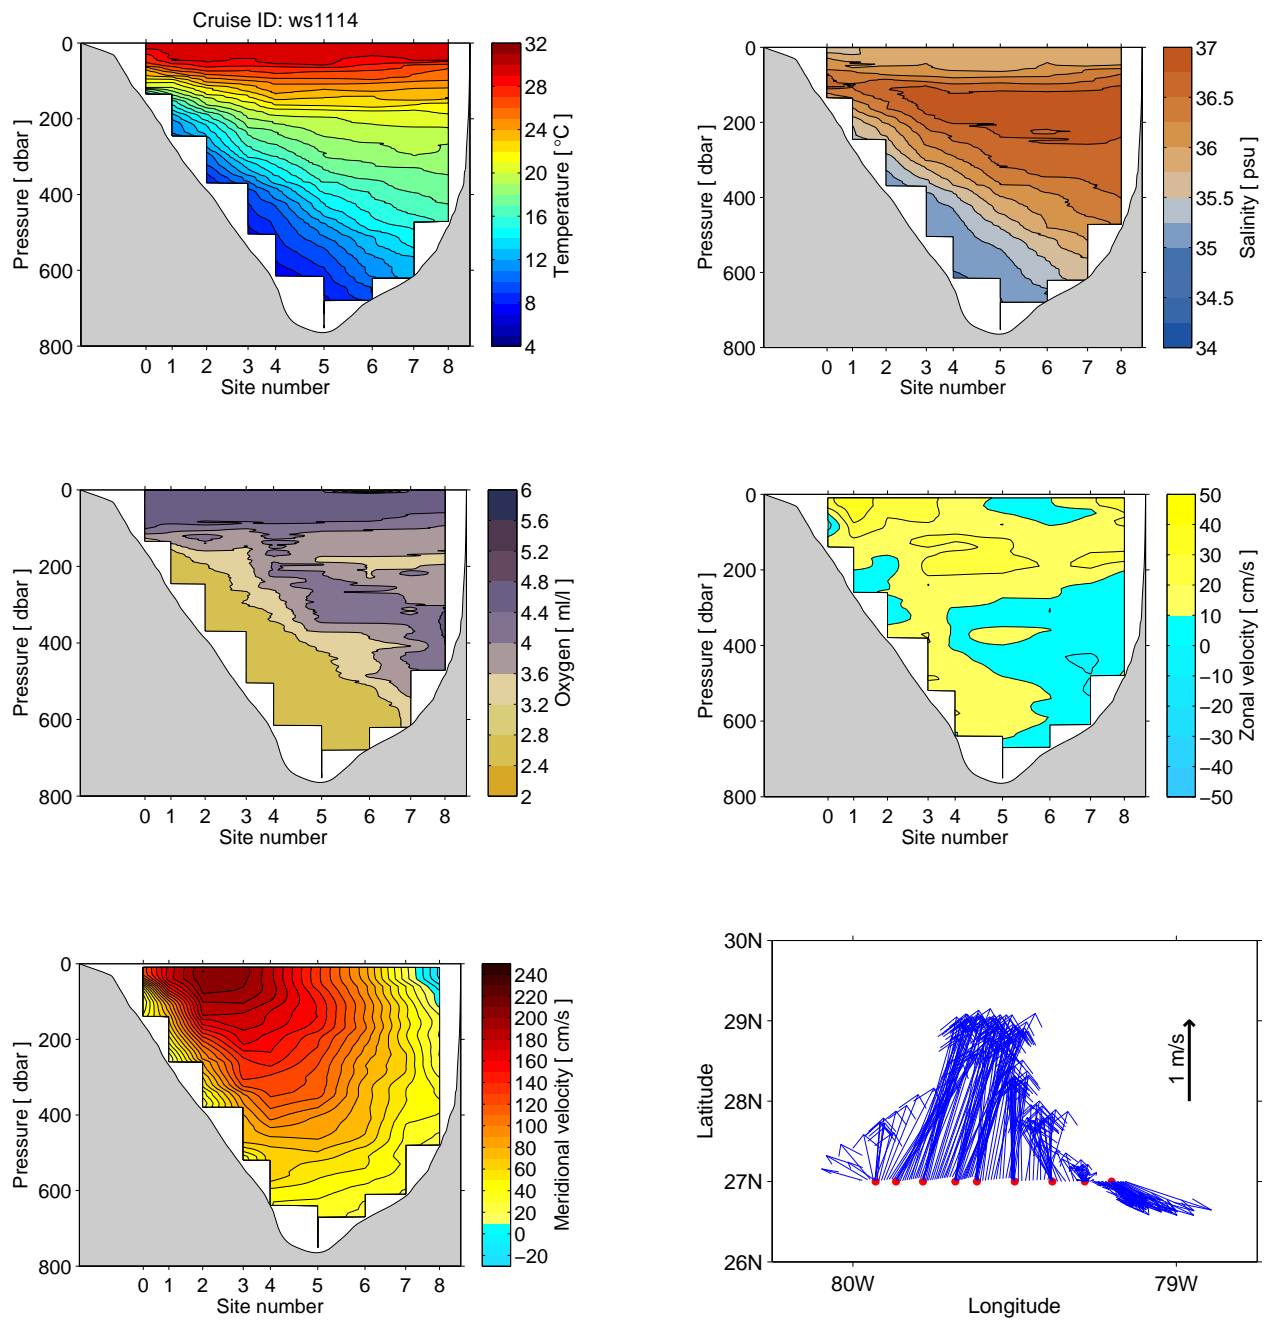 Cruise ID: ws1114
0
200
400
600
800
Pressure [ dbar ]
0 1 2 3 4 5 6 7 8
Site number
32
28
24
20
16
12
8
4
Temperature [ °C ]
0
200
400
600
800
Pressure [ dbar ]
0 1 2 3 4 5 6 7 8
Site number
37
36.5
36
35.5
35
34.5
34
Salinity [ psu ]
0
200
400
600
800
Pressure [ dbar ]
0 1 2 3 4 5 6 7 8
Site number
6
5.6
5.2
4.8
4.4
4
3.6
3.2
2.8
2.4
2
Oxygen [ ml/l ]
0
200
400
600
800
Pressure [ dbar ]
0 1 2 3 4 5 6 7 8
Site number
50
40
30
20
10
0
−10
−20
−30
−40
−50
Zonal velocity [ cm/s ]
0
200
400
600
800
Pressure [ dbar ]
0 1 2 3 4 5 6 7 8
Site number
240
220
200
180
160
140
120
100
80
60
40
20
0
−20
Meridional velocity [ cm/s ]
30N
29N
28N
27N
26N
Latitude
1 m/s
80W 79W
Longitude